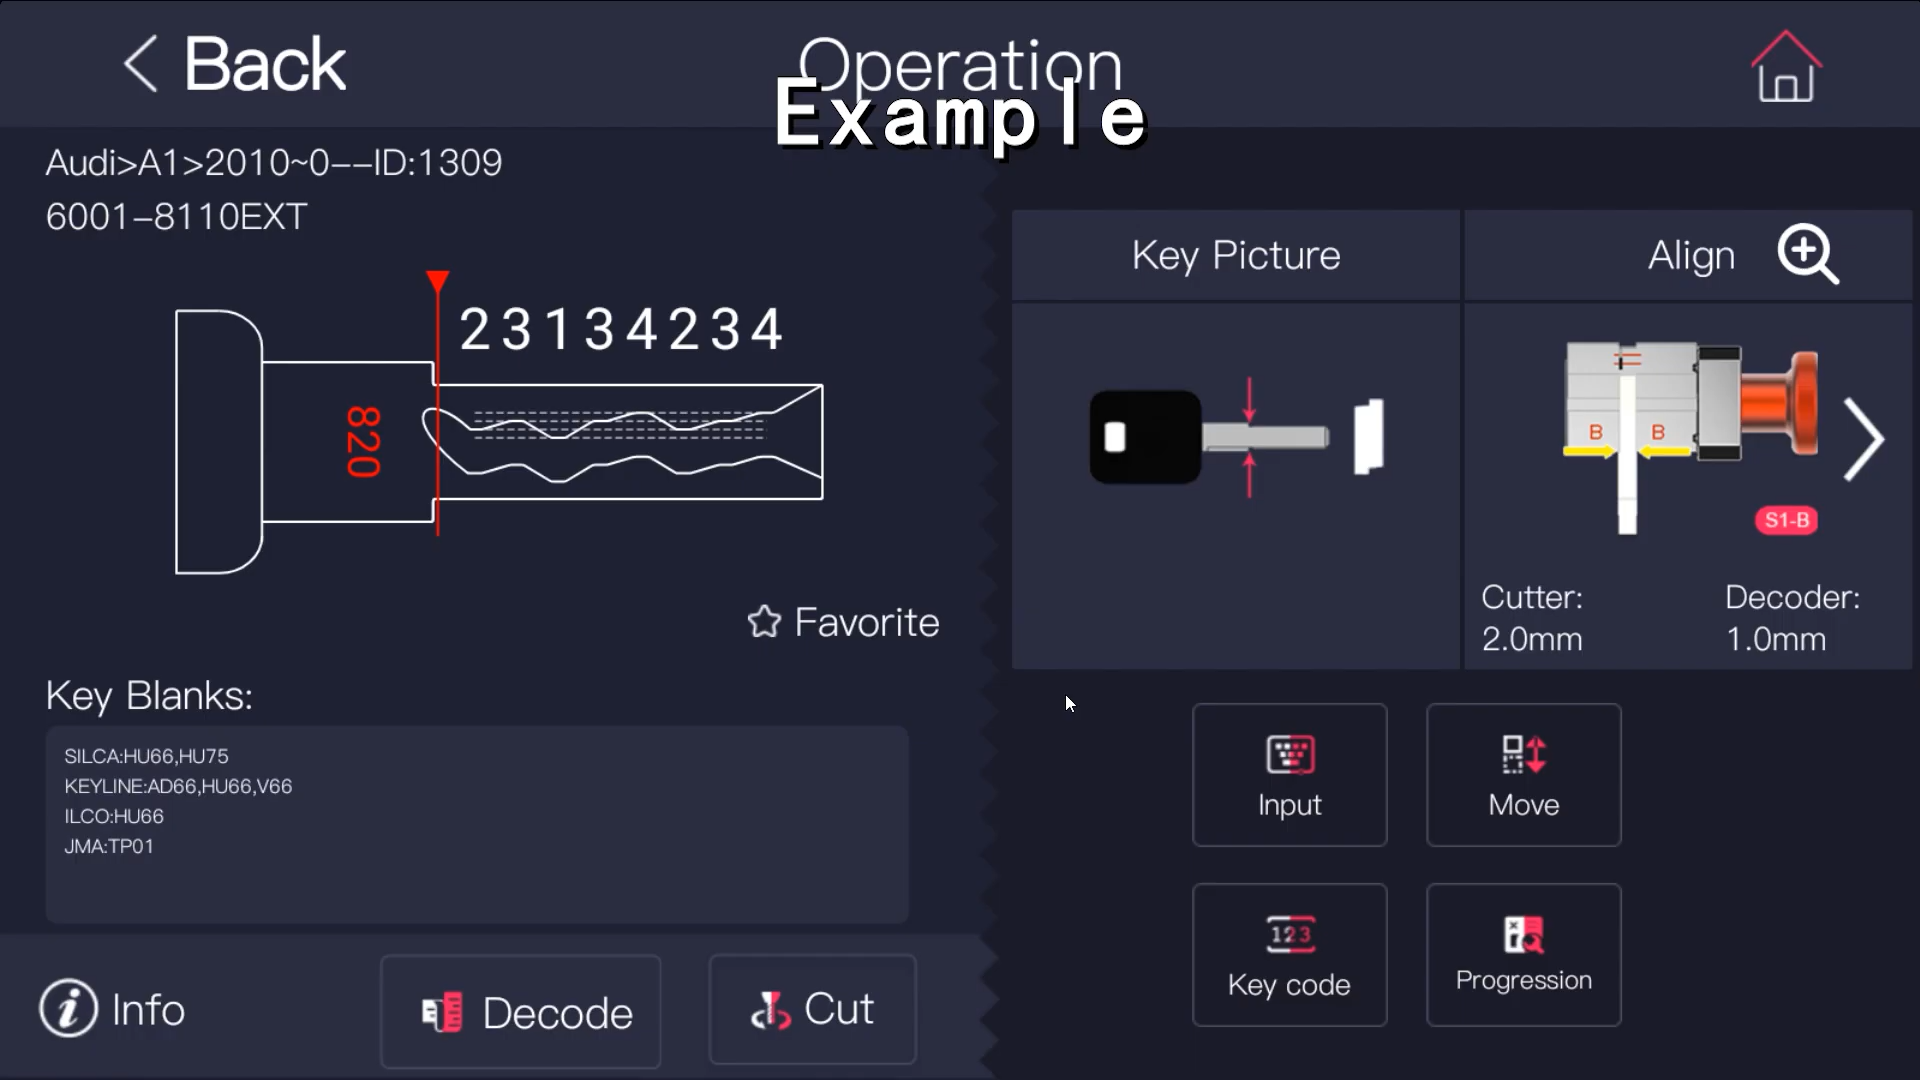 Back
Operation
Example
Audi>A1>2010~0--ID:1309
6001-8110EXT
23134234
820
Favorite
Key Blanks:
SILCA:HU66,HU75
KEYLINE:AD66,HU66,V66
ILCO:HU66
JMA:TP01
Info
Decode
Cut
Key Picture
Align
B
B
S1-B
Cutter:
2.0mm
Decoder:
1.0mm
Input
Move
123
Key code
Progression